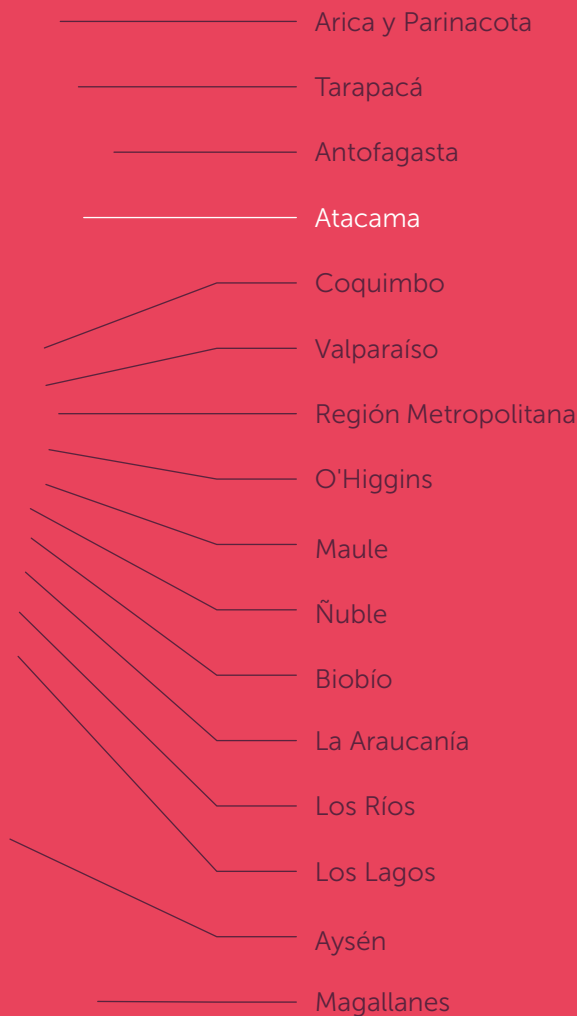 Arica y Parinacota
Tarapacá
Antofagasta
Atacama
Coquimbo
Valparaíso
Región Metropolitana
O'Higgins
Maule
Ñuble
Biobío
La Araucanía
Los Ríos
Los Lagos
Aysén
Magallanes